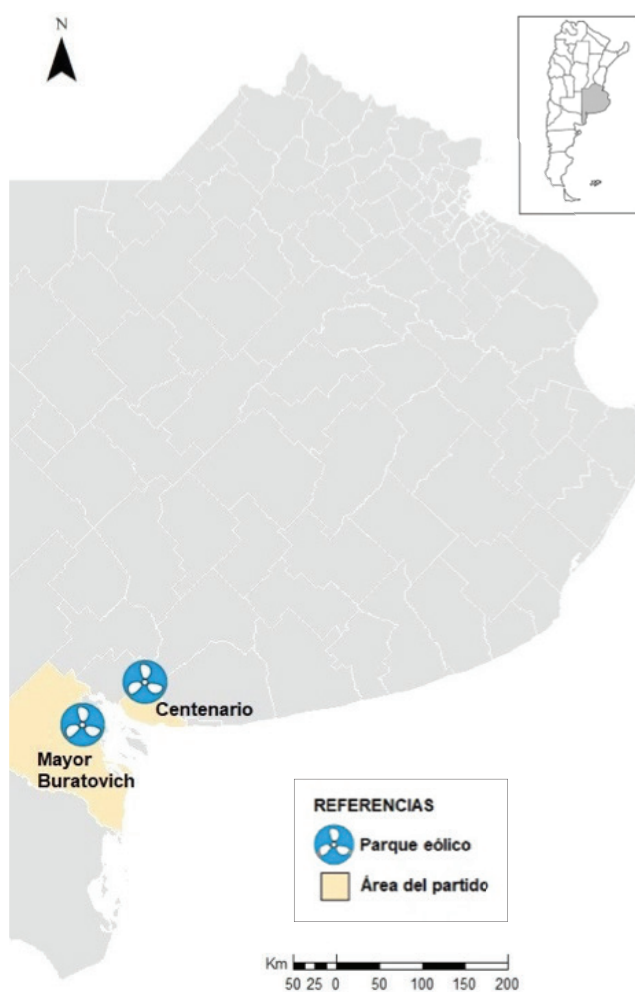 N
Centenario
Mayor
Buratovich
REFERENCIAS
Parque eólico
Área del partido
Km
50 25 0 50 100 150 200